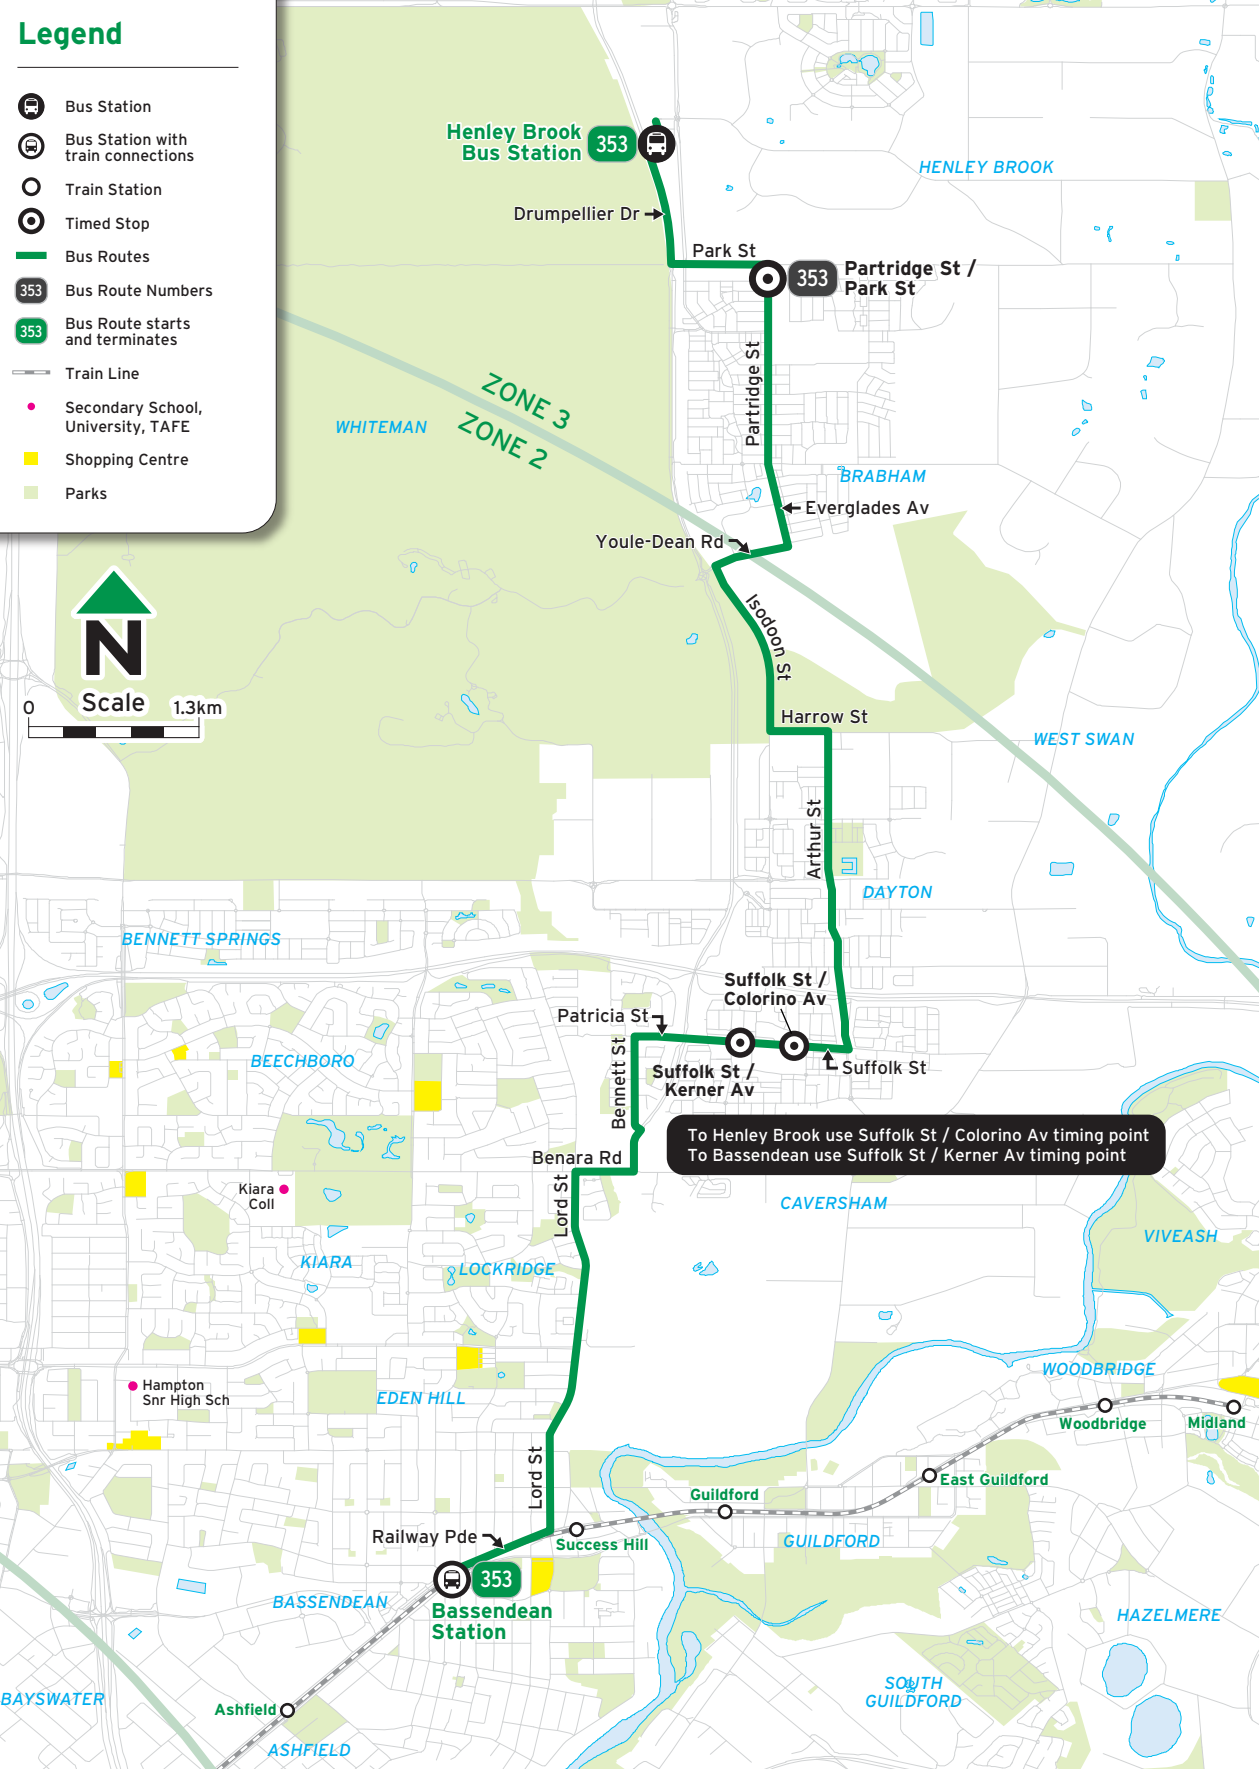 Legend
Bus Station
Bus Station with
train connections
Train Station
Timed Stop
Bus Routes
353
Bus Route Numbers
353
Bus Route starts
and terminates
Train Line
Secondary School,
University, TAFE
Shopping Centre
Parks
N
Scale
0
1.3km
Henley Brook
Bus Station
353
HENLEY BROOK
Drumpellier Dr
Park St
353
Partridge St /
Park St
Partridge St
ZONE 3
ZONE 2
WHITEMAN
BRABHAM
Everglades Av
Youle-Dean Rd
Isodoon St
Harrow St
WEST SWAN
Arthur St
DAYTON
BENNETT SPRINGS
Suffolk St /
Colorino Av
Patricia St
BEECHBORO
Bennett St
Suffolk St /
Kerner Av
Suffolk St
To Henley Brook use Suffolk St / Colorino Av timing point
To Bassendean use Suffolk St / Kerner Av timing point
Benara Rd
Kiara
Coll
Lord St
CAVERSHAM
VIVEASH
KIARA
LOCKRIDGE
WOODBRIDGE
Hampton
Snr High Sch
EDEN HILL
Woodbridge
Midland
Lord St
East Guildford
Guildford
Railway Pde
Success Hill
GUILDFORD
353
Bassendean
Station
BASSENDEAN
HAZELMERE
SOUTH
GUILDFORD
BAYSWATER
Ashfield
ASHFIELD